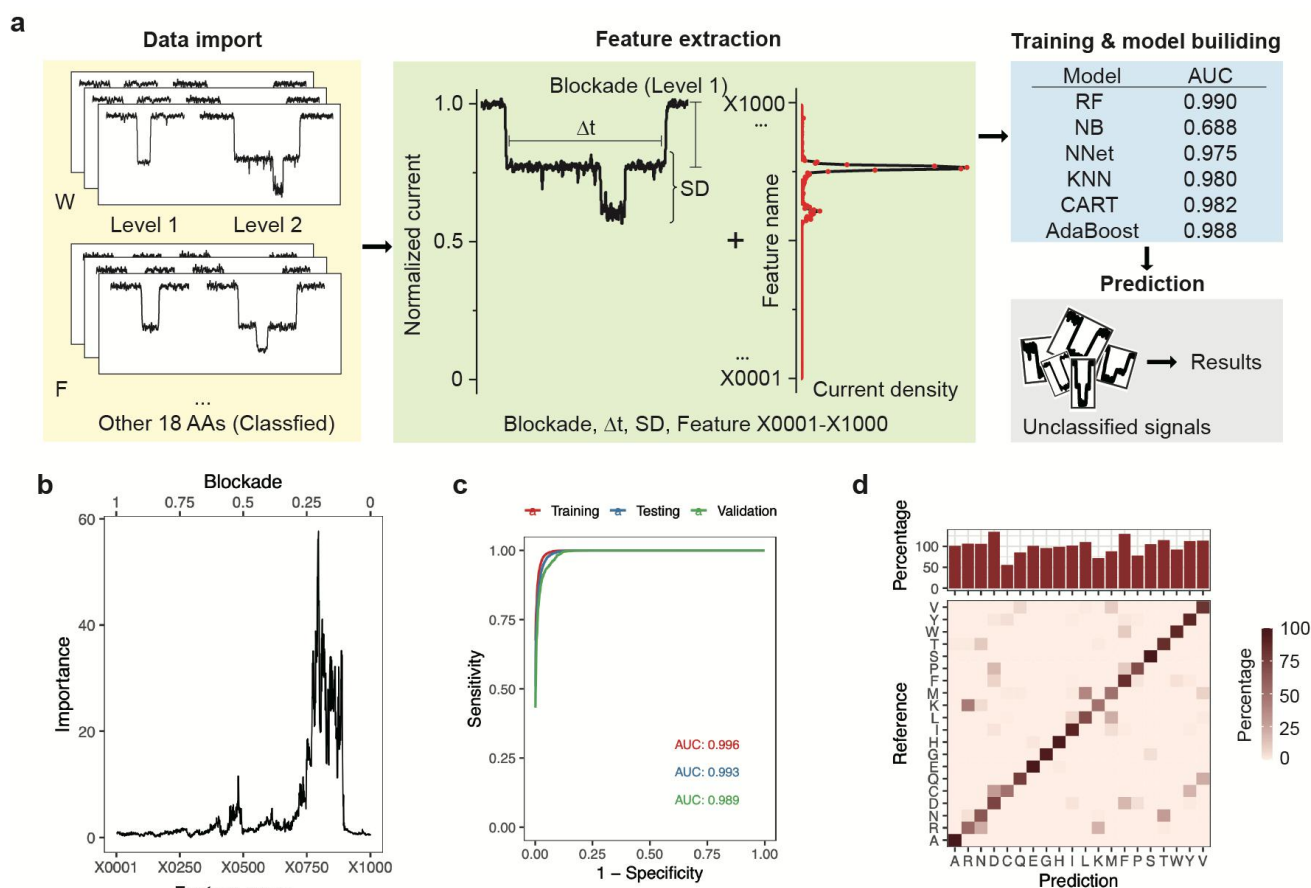 a
Data import
W
Level 1
Level 2
F
...
Other 18 AAs (Classfied)
Feature extraction
Blockade (Level 1)
Normalized current
1.0
0.5
0
Δt
SD
+
Feature name
X1000
...
...
X0001
Current density
Blockade, Δt, SD, Feature X0001-X1000
Training & model builiding
Model AUC
RF 0.990
NB 0.688
NNet 0.975
KNN 0.980
CART 0.982
AdaBoost 0.988
Prediction
Results
Unclassified signals
b
Blockade
1 0.75 0.5 0.25 0
Importance
60
40
20
0
X0001 X0250 X0500 X0750 X1000
c
a Training a Testing a Validation
Sensitivity
1.00
0.75
0.50
0.25
0.00
AUC: 0.996
AUC: 0.993
AUC: 0.989
0.00 0.25 0.50 0.75 1.00
1 − Specificity
d
Percentage
100
50
0
Reference
V
Y
W
T
S
P
F
M
K
L
I
H
G
E
Q
C
D
N
R
A
A R N D C Q E G H I L K M F P S T W Y V
Prediction
Percentage
100
75
50
25
0